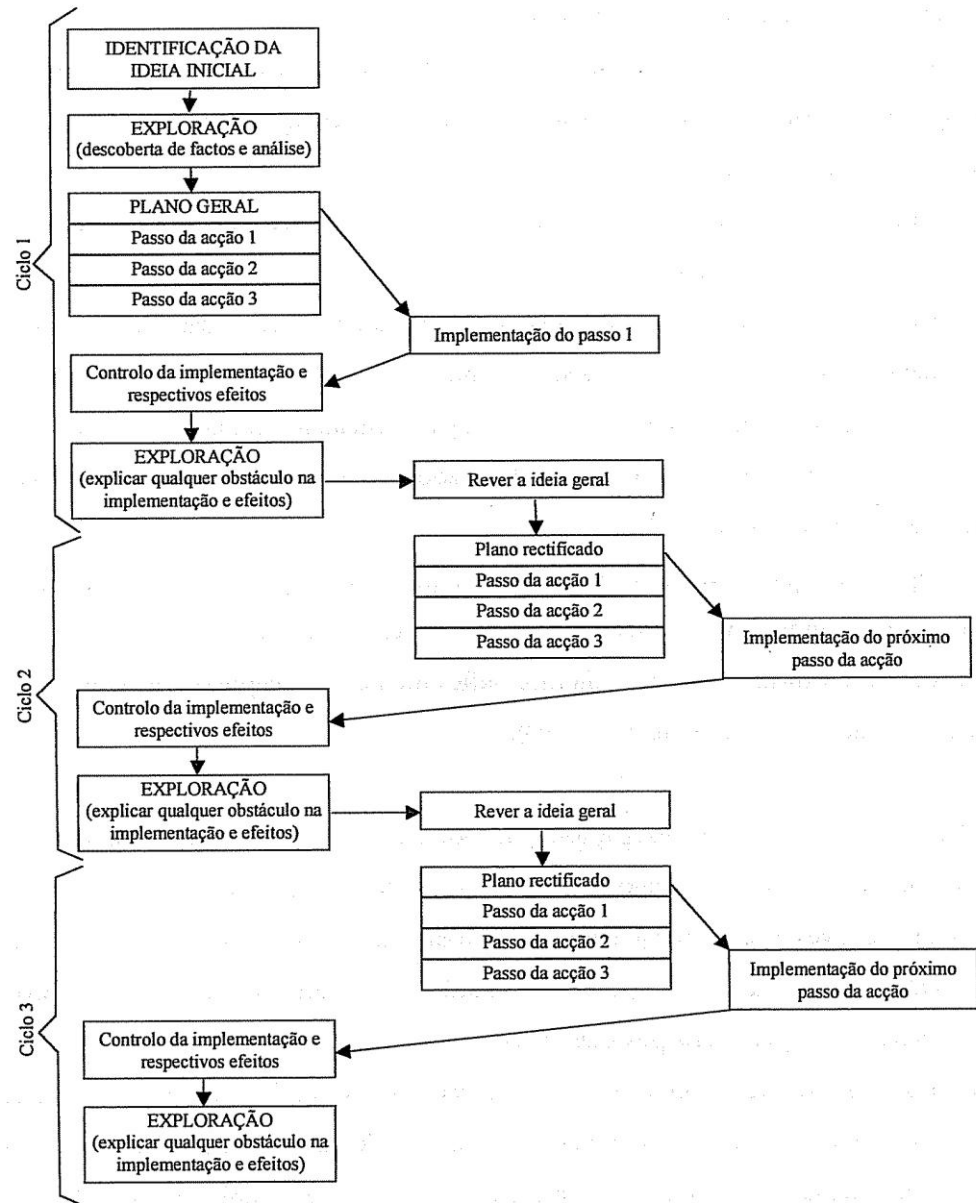 Ciclo 1
IDENTIFICAÇÃO DA
IDEIA INICIAL
EXPLORAÇÃO
(descoberta de factos e análise)
PLANO GERAL
Passo da acção 1
Passo da acção 2
Passo da acção 3
Implementação do passo 1
Controlo da implementação e
respectivos efeitos
EXPLORAÇÃO
(explicar qualquer obstáculo na
implementação e efeitos)
Rever a ideia geral
Ciclo 2
Plano rectificado
Passo da acção 1
Passo da acção 2
Passo da acção 3
Implementação do próximo
passo da acção
Controlo da implementação e
respectivos efeitos
EXPLORAÇÃO
(explicar qualquer obstáculo na
implementação e efeitos)
Rever a ideia geral
Ciclo 3
Plano rectificado
Passo da acção 1
Passo da acção 2
Passo da acção 3
Implementação do próximo
passo da acção
Controlo da implementação e
respectivos efeitos
EXPLORAÇÃO
(explicar qualquer obstáculo na
implementação e efeitos)